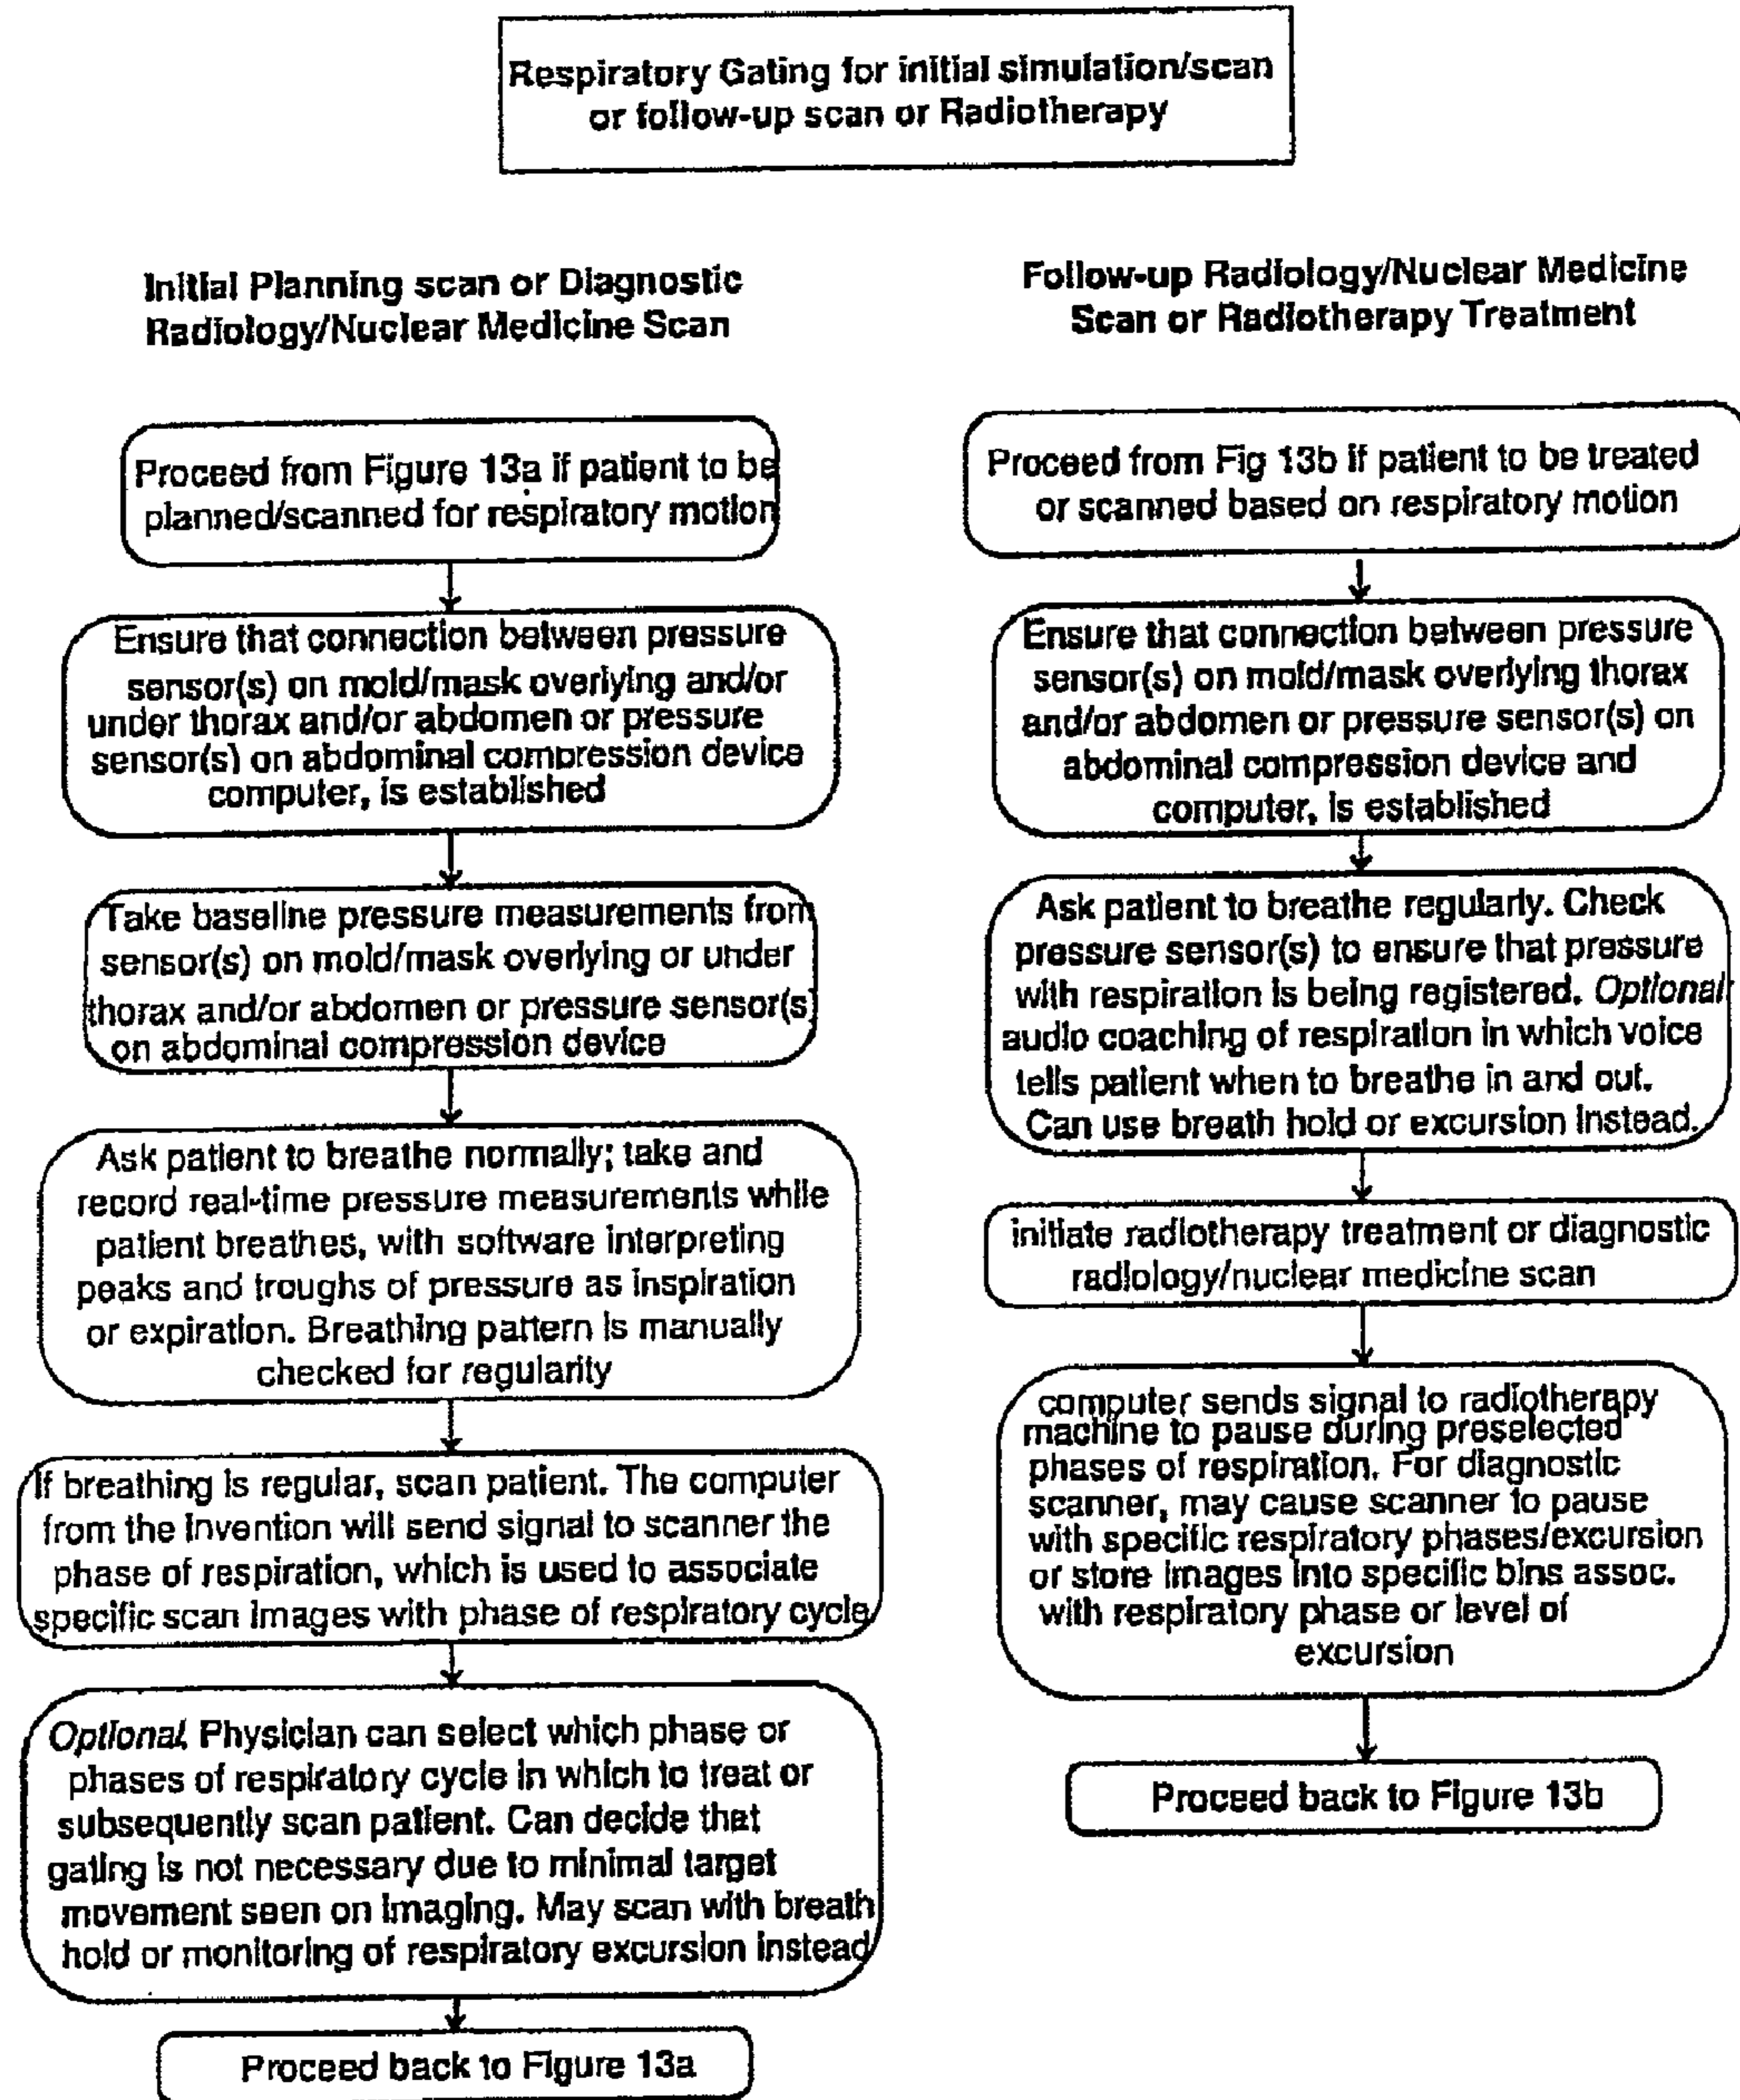 Respiratory Gating for initial simulation/scan
or follow-up scan or Radiotherapy
Initial Planning scan or Diagnostic
Radiology/Nuclear Medicine Scan
Proceed from Figure 13a if patient to be
planned/scanned for respiratory motion
Ensure that connection between pressure
sensor(s) on mold/mask overlying and/or
under thorax and/or abdomen or pressure
sensor(s) on abdominal compression device
computer, is established
Take baseline pressure measurements from
sensor(s) on mold/mask overlying or under
thorax and/or abdomen or pressure sensor(s)
on abdominal compression device
Ask patient to breathe normally; take and
record real-time pressure measurements while
patient breathes, with software interpreting
peaks and troughs of pressure as inspiration
or expiration. Breathing pattern is manually
checked for regularity
If breathing is regular, scan patient. The computer
from the invention will send signal to scanner the
phase of respiration, which is used to associate
specific scan images with phase of respiratory cycle
Optional. Physician can select which phase or
phases of respiratory cycle in which to treat or
subsequently scan patient. Can decide that
gating is not necessary due to minimal target
movement seen on imaging. May scan with breath
hold or monitoring of respiratory excursion instead
Proceed back to Figure 13a
Follow-up Radiology/Nuclear Medicine
Scan or Radiotherapy Treatment
Proceed from Fig 13b if patient to be treated
or scanned based on respiratory motion
Ensure that connection between pressure
sensor(s) on mold/mask overlying thorax
and/or abdomen or pressure sensor(s) on
abdominal compression device and
computer, is established
Ask patient to breathe regularly. Check
pressure sensor(s) to ensure that pressure
with respiration is being registered. Optional:
audio coaching of respiration in which voice
tells patient when to breathe in and out.
Can use breath hold or excursion instead.
initiate radiotherapy treatment or diagnostic
radiology/nuclear medicine scan
computer sends signal to radiotherapy
machine to pause during preselected
phases of respiration. For diagnostic
scanner, may cause scanner to pause
with specific respiratory phases/excursion
or store images into specific bins assoc.
with respiratory phase or level of
excursion
Proceed back to Figure 13b